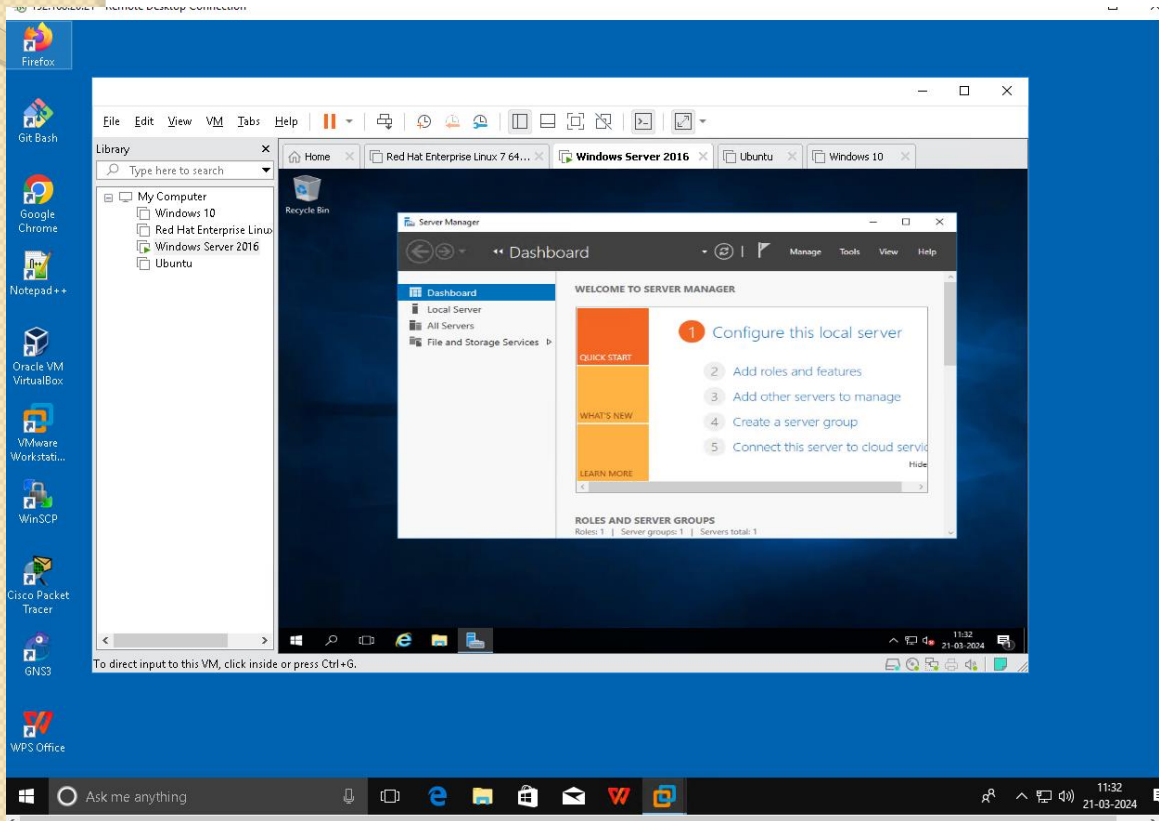 Remote Desktop Connection
Firefox
Git Bash
Google
Chrome
Notepad++
Oracle VM
VirtualBox
VMware
Workstati...
WinSCP
Cisco Packet
Tracer
GNS3
WPS Office
File Edit View VM Tabs Help
Library
Type here to search
My Computer
Windows 10
Red Hat Enterprise Linu
Windows Server 2016
Ubuntu
Home
Red Hat Enterprise Linux 7 64...
Windows Server 2016
Ubuntu
Windows 10
Recycle Bin
Server Manager
Dashboard
Manage Tools View Help
Dashboard
Local Server
All Servers
File and Storage Services
WELCOME TO SERVER MANAGER
QUICK START
WHAT'S NEW
LEARN MORE
1 Configure this local server
2 Add roles and features
3 Add other servers to manage
4 Create a server group
5 Connect this server to cloud servic
Hide
ROLES AND SERVER GROUPS
Roles: 1 | Server groups: 1 | Servers total: 1
11:32
21-03-2024
To direct input to this VM, click inside or press Ctrl+G.
Ask me anything
11:32
21-03-2024